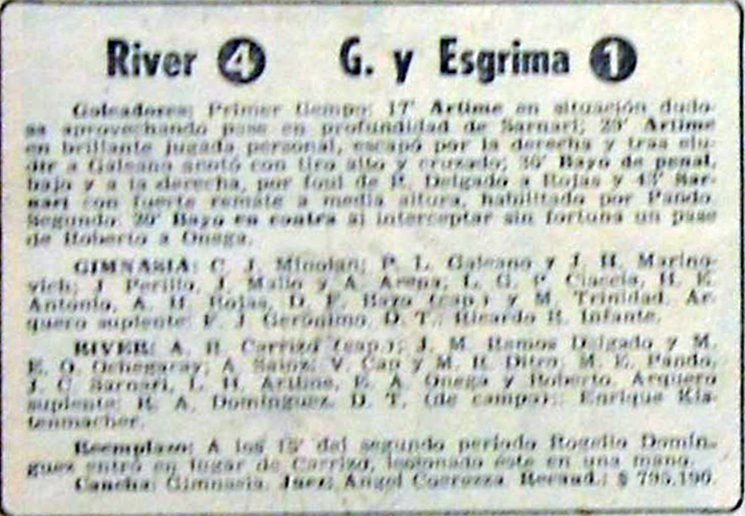 River 4 G. y Esgrima 1
Goleadores: Primer tiempo: 17' Artime en situación dudo-
sa aprovechando pase en profundidad de Sarnari; 29' Artime
en brillante jugada personal, escapó por la derecha y tras elu-
dir a Galeano anotó con tiro alto y cruzado; 36' Bayo de penal,
bajo y a la derecha, por foul de R. Delgado a Rojas y 43' Sar-
nari con fuerte remate a media altura, habilitado por Pando.
Segundo: 20' Bayo en contra al interceptar sin fortuna un pase
de Roberto a Onega.
GIMNASIA: C. J. Minoian; P. L. Galeano y J. H. Marino-
vich; J. Perillo, J. Mallo y A. L. G. P. Ciaccia, H. E.
Antonio, A. H. Rojas, D. F. Bayo (cap.) y M. Trinidad. Ar-
quero suplente: F. J. Gerónimo, D. T.: Ricardo R. Infante.
RIVER: A. R. Carrizo (cap.); J. M. Ramos Delgado y M.
E. O. A. Sainz, V. Cap y M. R. Ditro; M. E. Pando,
J. C. Sarnari, L. H. Artime, E. A. Onega y Roberto. Arquero
suplente: R. A. Domínguez. D. T. (de campo): Enrique Kis-
tenmacher.
Reemplazo: A los 15' del segundo período Rogelio Domín-
guez entró en lugar de Carrizo, lesionado éste en una mano.
Cancha: Gimnasia. Juez: Angel Coerezza. Recaud.: $ 795.190.